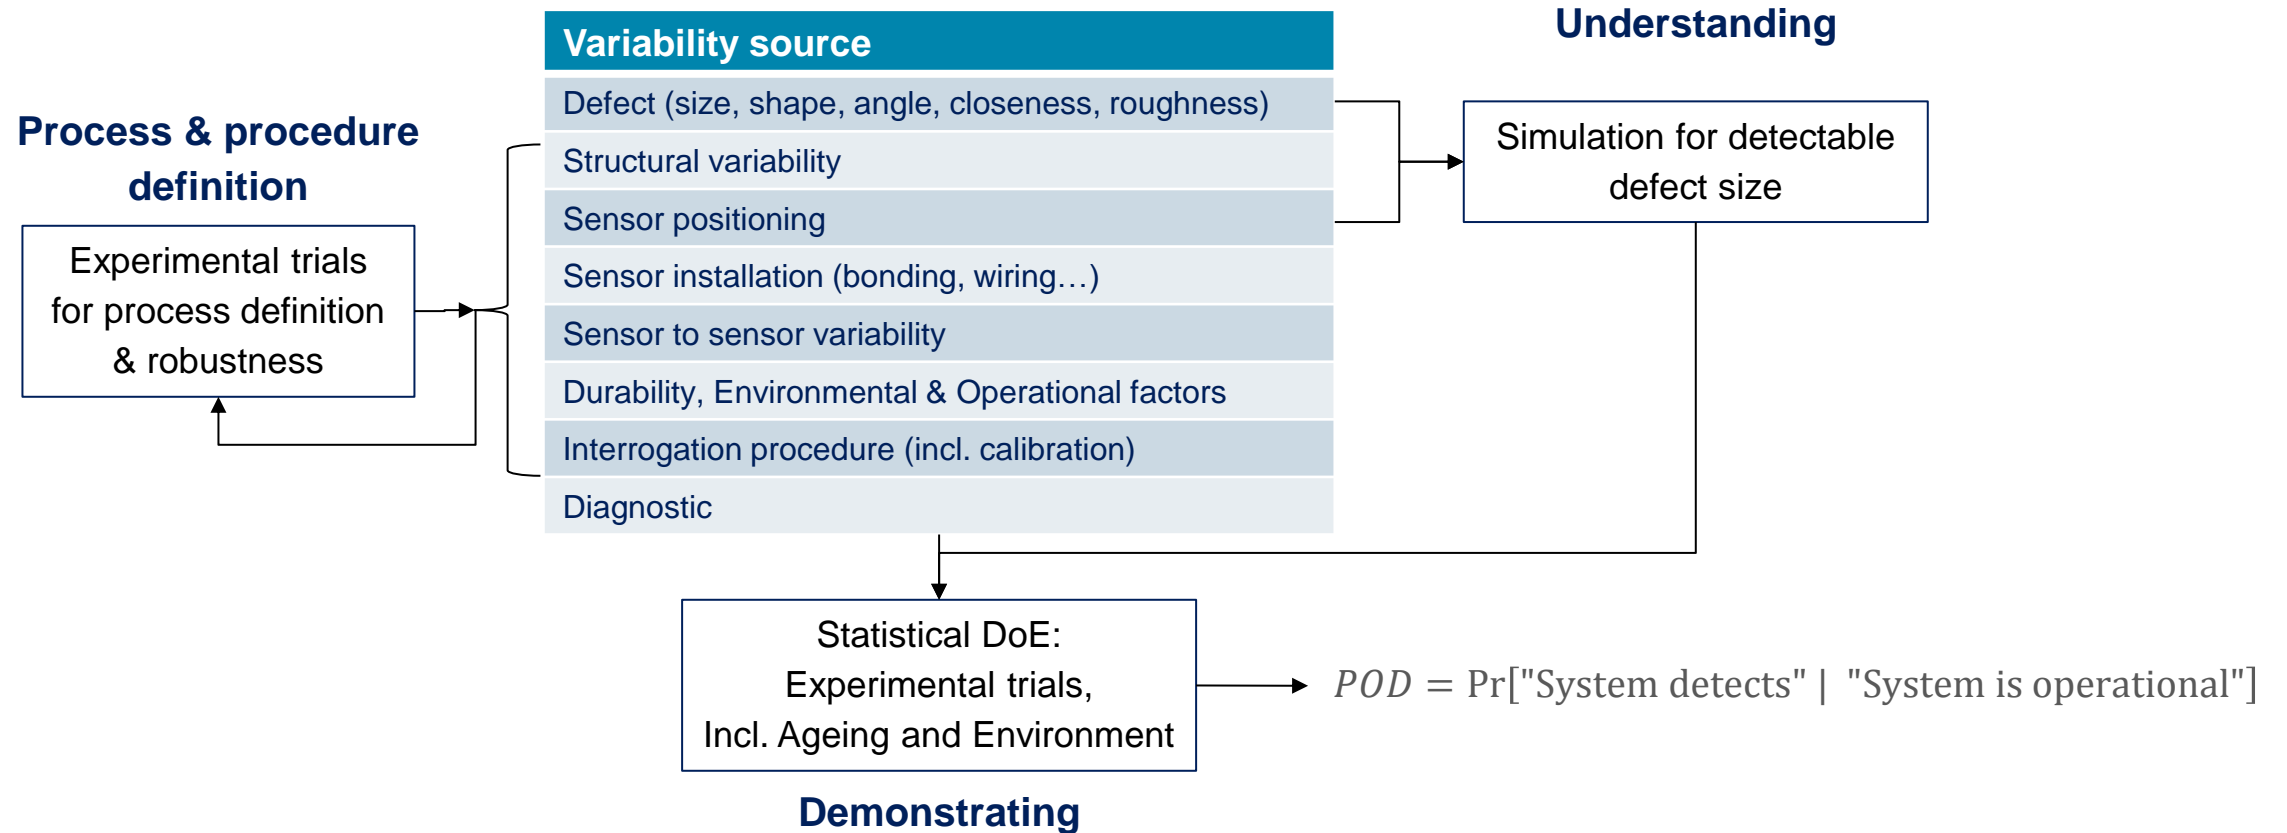 Process & procedure
definition
Experimental trials
for process definition
& robustness
Variability source
Defect (size, shape, angle, closeness, roughness)
Structural variability
Sensor positioning
Sensor installation (bonding, wiring…)
Sensor to sensor variability
Durability, Environmental & Operational factors
Interrogation procedure (incl. calibration)
Diagnostic
Understanding
Simulation for detectable
defect size
Statistical DoE:
Experimental trials,
Incl. Ageing and Environment
Demonstrating
POD = Pr["System detects" | "System is operational"]